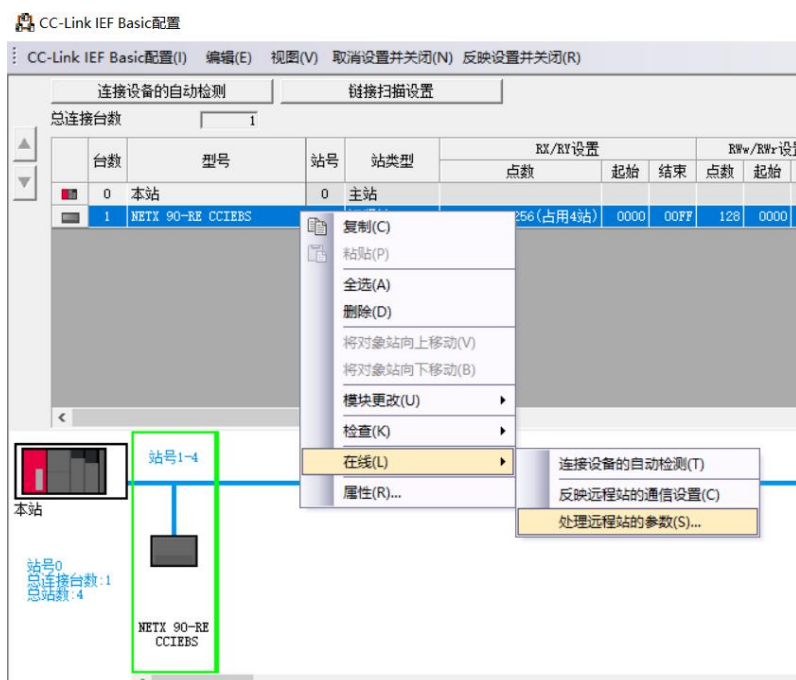 CC-Link IEF Basic配置
CC-Link IEF Basic配置(I) 编辑(E) 视图(V) 取消设置并关闭(N) 反映设置并关闭(R)
连接设备的自动检测 链接扫描设置
总连接台数 1
台数 型号 站号 站类型 RX/RY设置 RWw/RWr设
点数 起始 结束 点数 起始
0 本站 0 主站
1 NETX 90-RE CCIEBS 256(占用4站) 0000 00FF 128 0000
复制(C)
粘贴(P)
全选(A)
删除(D)
将对象站向上移动(V)
将对象站向下移动(B)
模块更改(U)
检查(K)
在线(L)
属性(R)...
连接设备的自动检测(T)
反映远程站的通信设置(C)
处理远程站的参数(S)...
站号1-4
本站
站号0
总连接台数:1
总站数:4
NETX 90-RE
CCIEBS